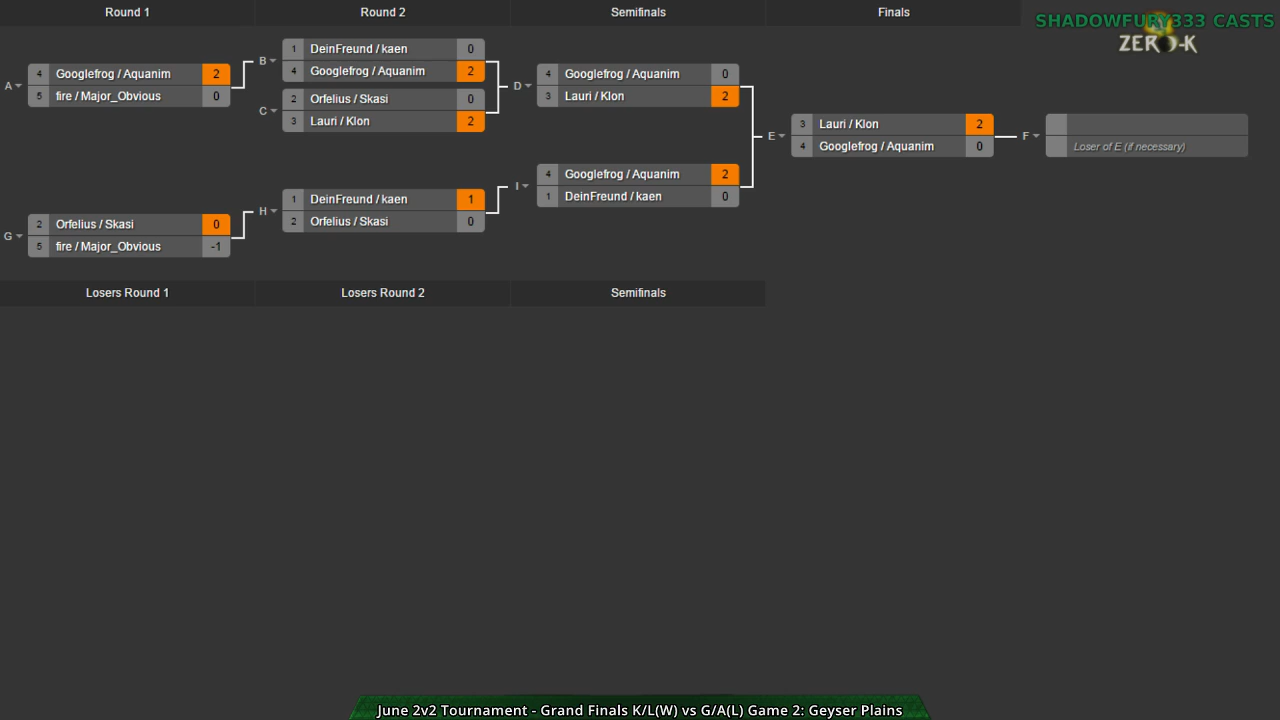 Round 1
Round 2
Semifinals
Finals
SHADOWFURY333 CASTS
ZERO-K
A
4 Googlefrog / Aquanim 2
5 fire / Major_Obvious 0
B
1 DeinFreund / kaen 0
4 Googlefrog / Aquanim 2
C
2 Orfelius / Skasi 0
3 Lauri / Klon 2
D
4 Googlefrog / Aquanim 0
3 Lauri / Klon 2
E
3 Lauri / Klon 2
4 Googlefrog / Aquanim 0
F
Loser of E (if necessary)
G
2 Orfelius / Skasi 0
5 fire / Major_Obvious -1
H
1 DeinFreund / kaen 1
2 Orfelius / Skasi 0
I
4 Googlefrog / Aquanim 2
1 DeinFreund / kaen 0
Losers Round 1
Losers Round 2
Semifinals
June 2v2 Tournament - Grand Finals K/L(W) vs G/A(L) Game 2: Geyser Plains